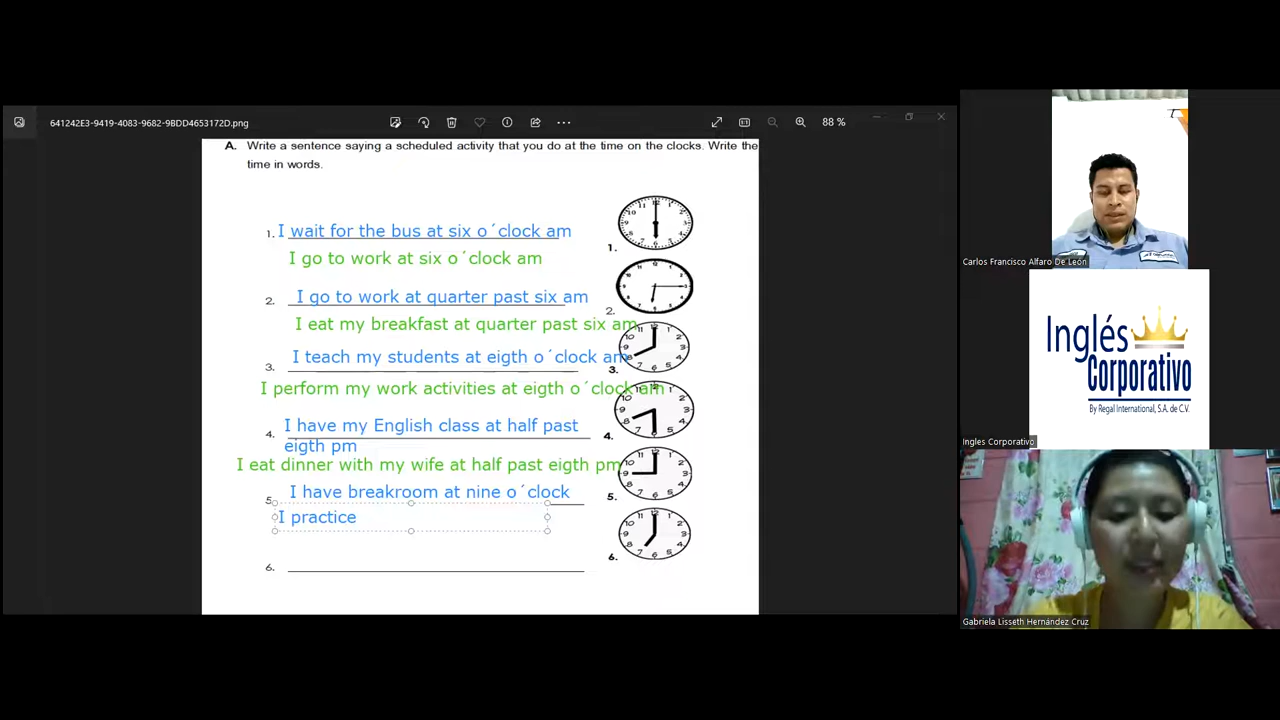 641242E3-9419-4083-9682-9BDD4653172D.png
88 %
A. Write a sentence saying a scheduled activity that you do at the time on the clocks. Write the
time in words.
1. I wait for the bus at six o´clock am
I go to work at six o´clock am
2. I go to work at quarter past six am
I eat my breakfast at quarter past six am
3. I teach my students at eigth o´clock am
I perform my work activities at eigth o´clock am
4. I have my English class at half past
eigth pm
I eat dinner with my wife at half past eigth pm
5. I have breakroom at nine o´clock
I practice
6.
1.
2.
3.
4.
5.
6.
Carlos Francisco Alfaro De León
Inglés
Corporativo
By Regal International, S.A. de C.V.
Ingles Corporativo
Gabriela Lisseth Hernández Cruz